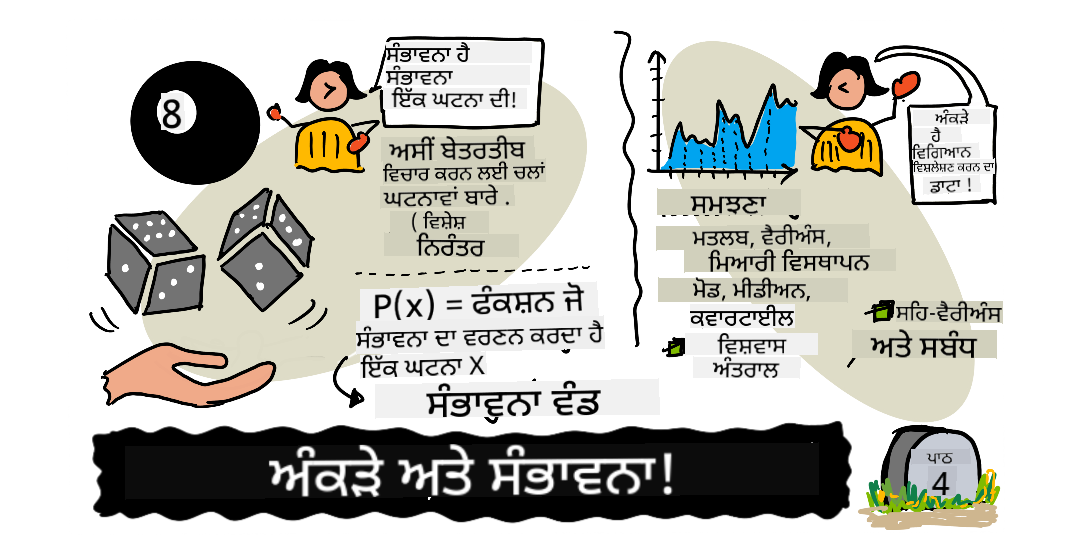 8
ਸੰਭਾਵਨਾ ਹੈ
ਸੰਭਾਵਨਾ
ਇੱਕ ਘਟਨਾ ਦੀ!
ਅਸੀਂ ਬੇਤਰਤੀਬ
ਵਿਚਾਰ ਕਰਨ ਲਈ ਚਲਾਂ
ਘਟਨਾਵਾਂ ਬਾਰੇ .
( ਵਿਸ਼ੇਸ਼
ਨਿਰੰਤਰ
P(x) = ਫੰਕਸ਼ਨ ਜੋ
ਸੰਭਾਵਨਾ ਦਾ ਵਰਣਨ ਕਰਦਾ ਹੈ
ਇੱਕ ਘਟਨਾ X
ਸੰਭਾਵਨਾ ਵੰਡ
ਅੰਕੜੇ
ਹੈ
ਵਿਗਿਆਨ
ਵਿਸ਼ਲੇਸ਼ਣ ਕਰਨ ਦਾ
ਡਾਟਾ !
ਸਮਝਣਾ
ਮਤਲਬ, ਵੈਰੀਅੰਸ,
ਮਿਆਰੀ ਵਿਸਥਾਪਨ
ਮੋਡ, ਮੀਡੀਅਨ,
ਕਵਾਰਟਾਈਲ
ਵਿਸ਼ਵਾਸ
ਅੰਤਰਾਲ
ਸਹਿ-ਵੈਰੀਅੰਸ
ਅਤੇ ਸਬੰਧ
ਅੰਕੜੇ ਅਤੇ ਸੰਭਾਵਨਾ!
ਪਾਠ
4